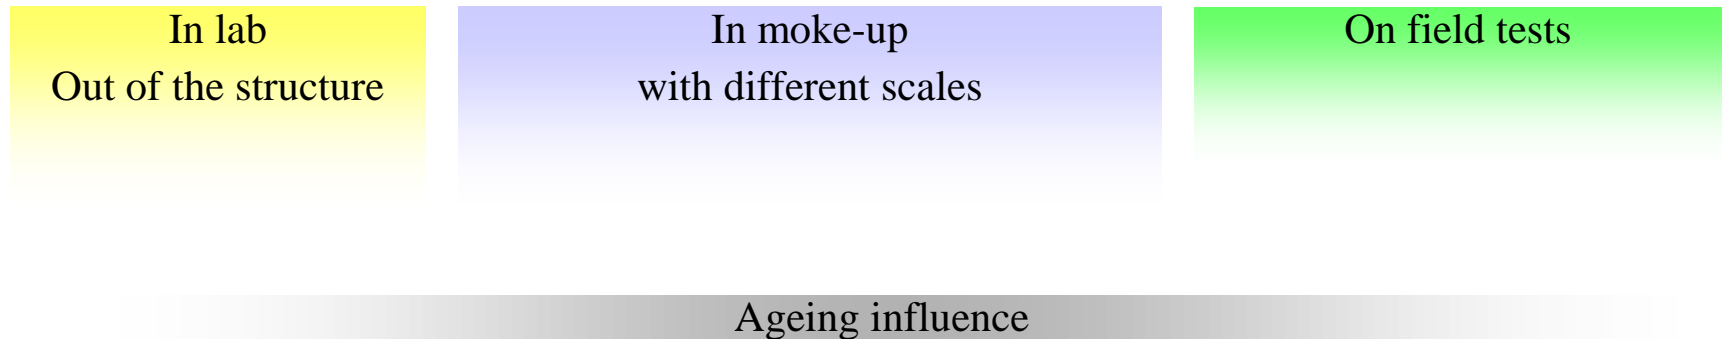 In lab
Out of the structure
In moke-up
with different scales
On field tests
Ageing influence